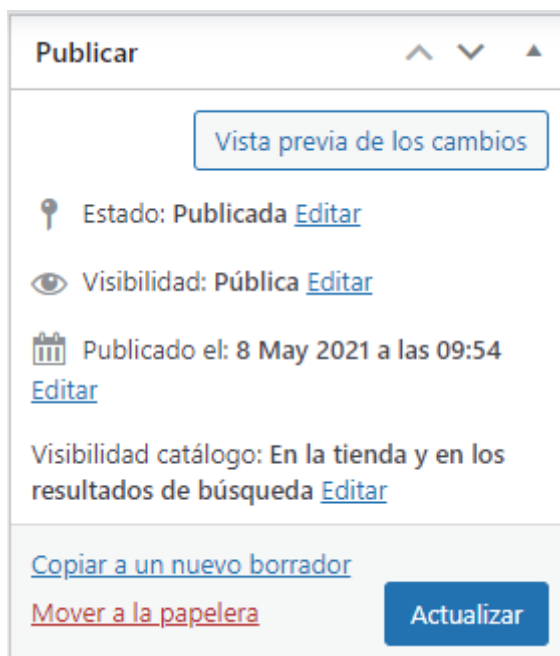 Publicar
Vista previa de los cambios
Estado: Publicada Editar
Visibilidad: Pública Editar
Publicado el: 8 May 2021 a las 09:54
Editar
Visibilidad catálogo: En la tienda y en los
resultados de búsqueda Editar
Copiar a un nuevo borrador
Mover a la papelera
Actualizar